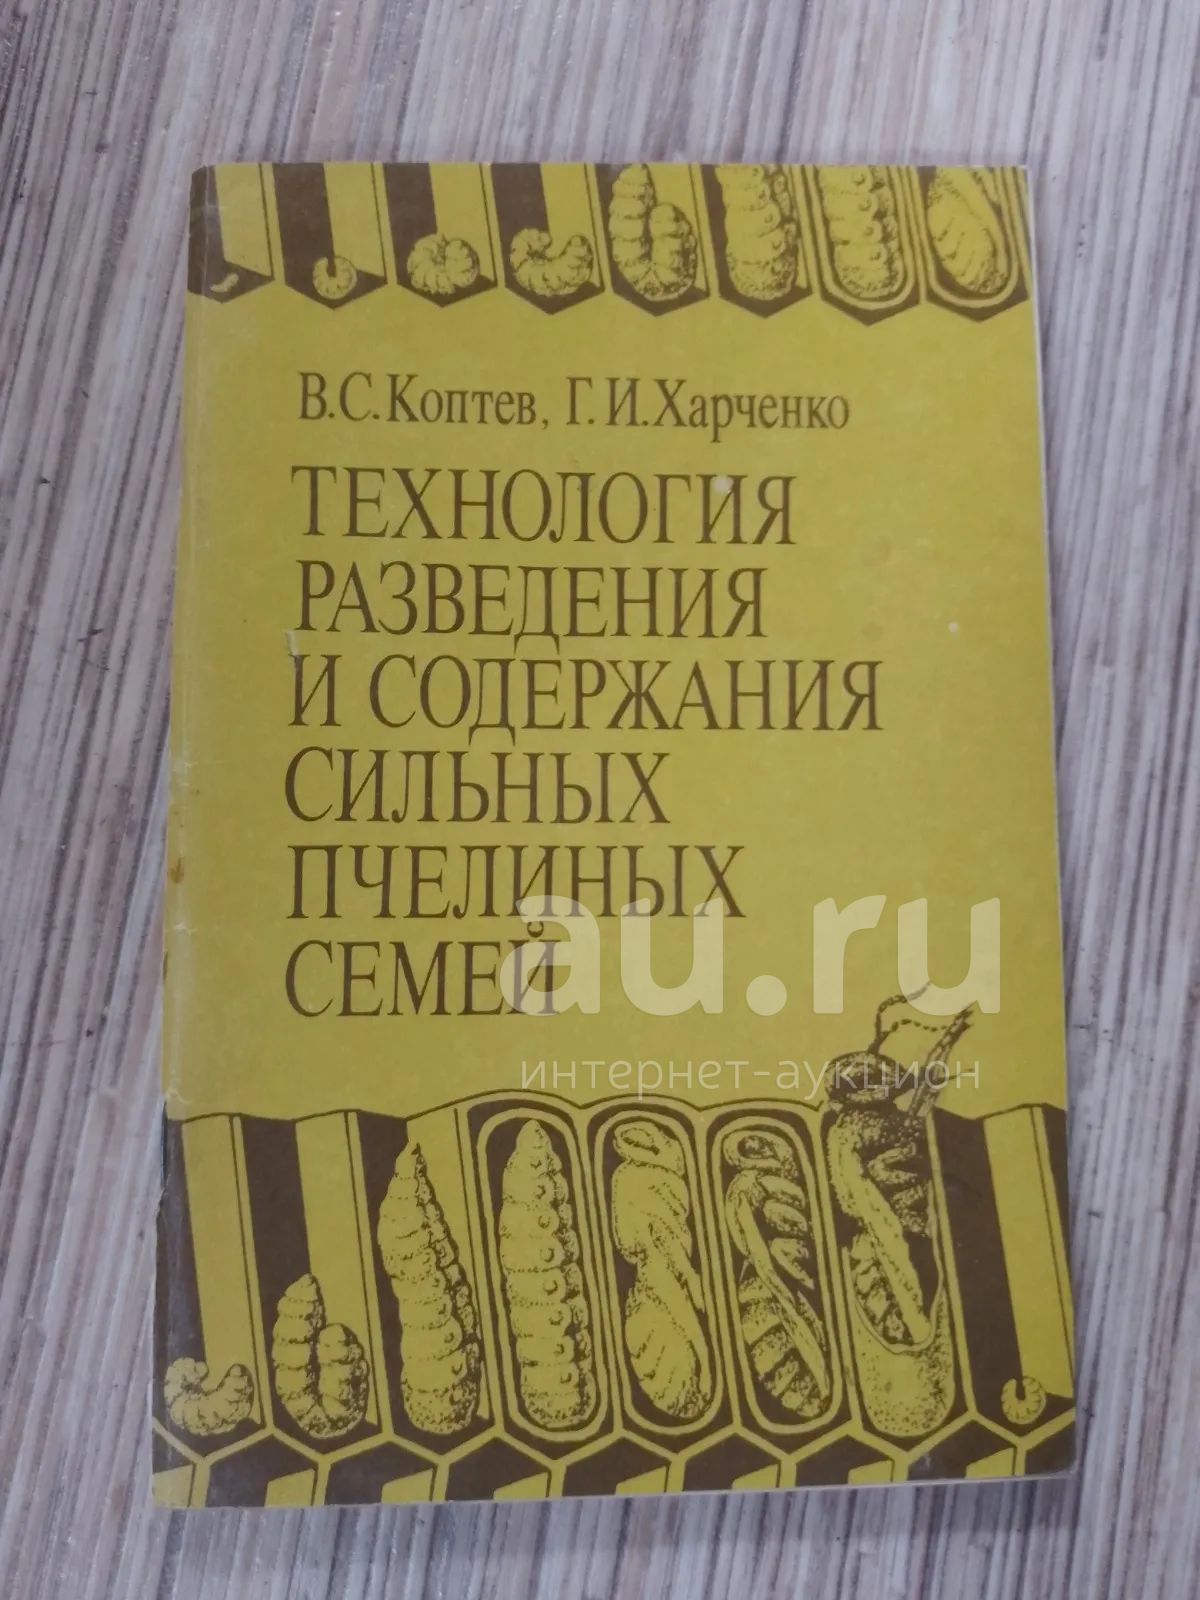 В.С.Коптев, Г.И.Харченко
ТЕХНОЛОГИЯ
РАЗВЕДЕНИЯ
И СОДЕРЖАНИЯ
СИЛЬНЫХ
ПЧЕЛИНЫХ
СЕМЕЙ
au.ru
интернет-аукцион